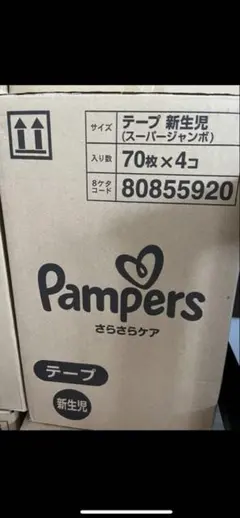 サイズ テープ 新生児
(スーパージャンボ)
入り数 70枚×4コ
8ケタ
コード 80855920
Pampers
さらさらケア
テープ
新生児